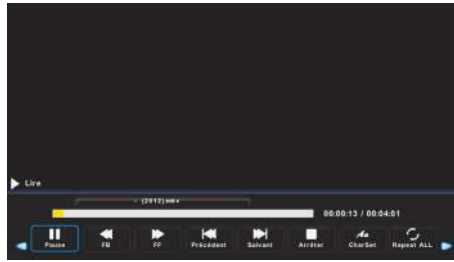 Lire
(2012)mkv
00:00:13 / 00:04:01
Pause FB FF Précédent Suivant Arrêter CharSet Repeat ALL